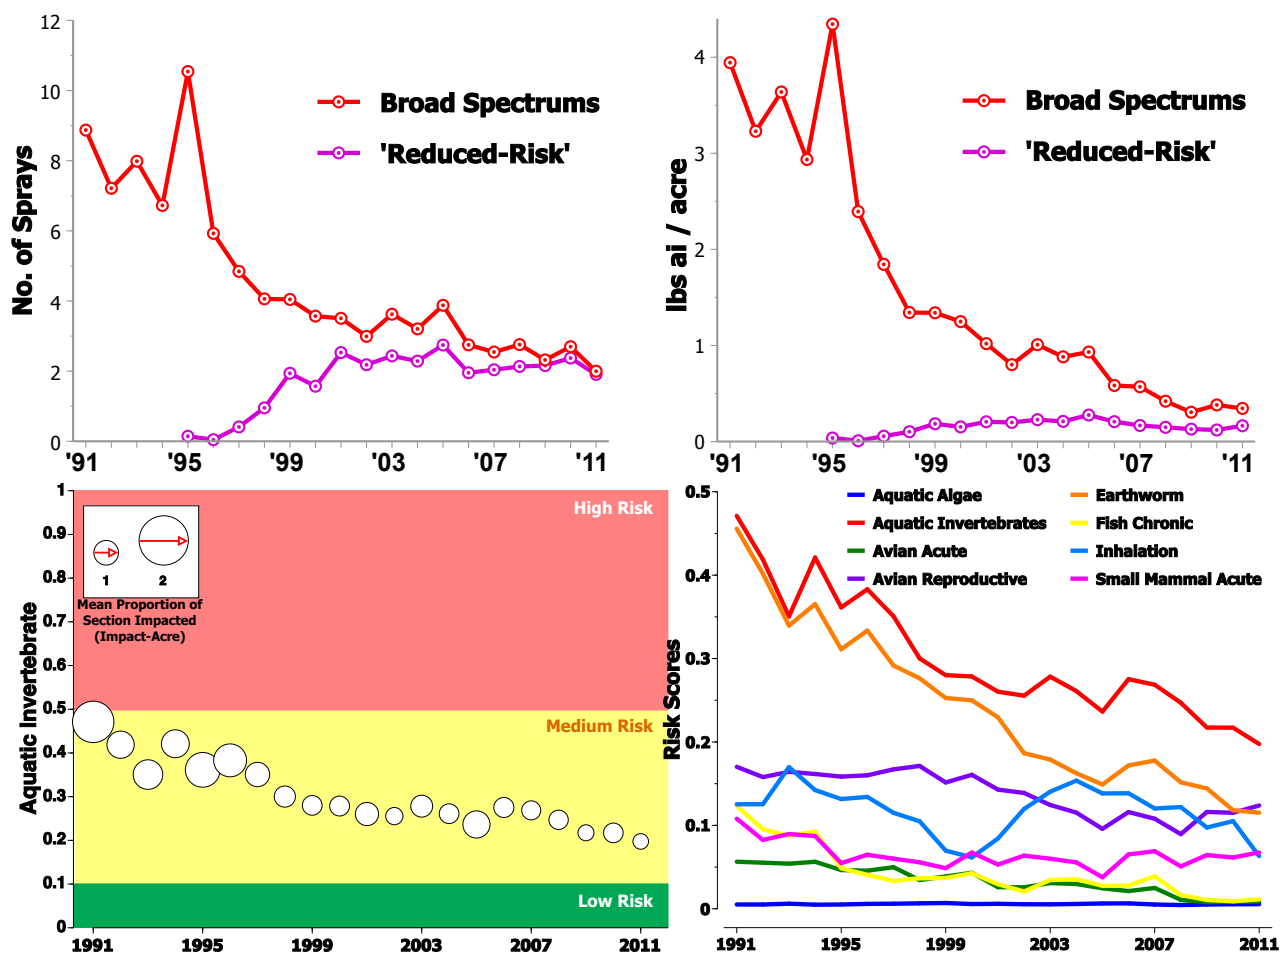 12
10
8
6
4
2
0
No. of Sprays
Broad Spectrums
'Reduced-Risk'
'91
'95
'99
'03
'07
'11
4
3
2
1
0
lbs ai / acre
Broad Spectrums
'Reduced-Risk'
'91
'95
'99
'03
'07
'11
1
0.9
0.8
0.7
0.6
0.5
0.4
0.3
0.2
0.1
0
Aquatic Invertebrate
High Risk
1
2
Mean Proportion of
Section Impacted
(Impact-Acre)
Medium Risk
Low Risk
1991
1995
1999
2003
2007
2011
0.5
0.4
0.3
0.2
0.1
0
Risk Scores
Aquatic Algae
Aquatic Invertebrates
Avian Acute
Avian Reproductive
Earthworm
Fish Chronic
Inhalation
Small Mammal Acute
1991
1995
1999
2003
2007
2011